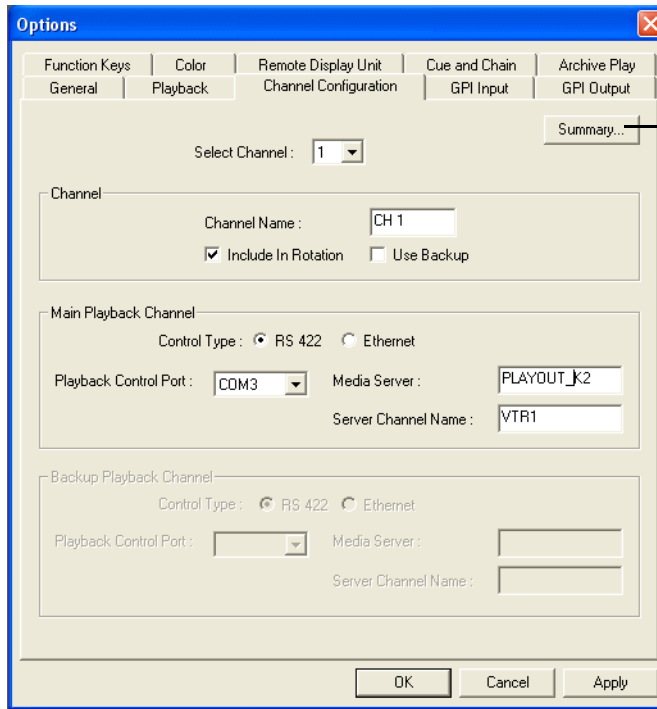 Options
Function Keys Color Remote Display Unit Cue and Chain Archive Play
General Playback Channel Configuration GPI Input GPI Output
Summary...
Select Channel : 1
Channel
Channel Name : CH 1
Include In Rotation Use Backup
Main Playback Channel
Control Type : RS 422 Ethernet
Playback Control Port : COM3 Media Server : PLAYOUT_K2
Server Channel Name : VTR1
Backup Playback Channel
Control Type : RS 422 Ethernet
Playback Control Port : Media Server :
Server Channel Name :
OK Cancel Apply